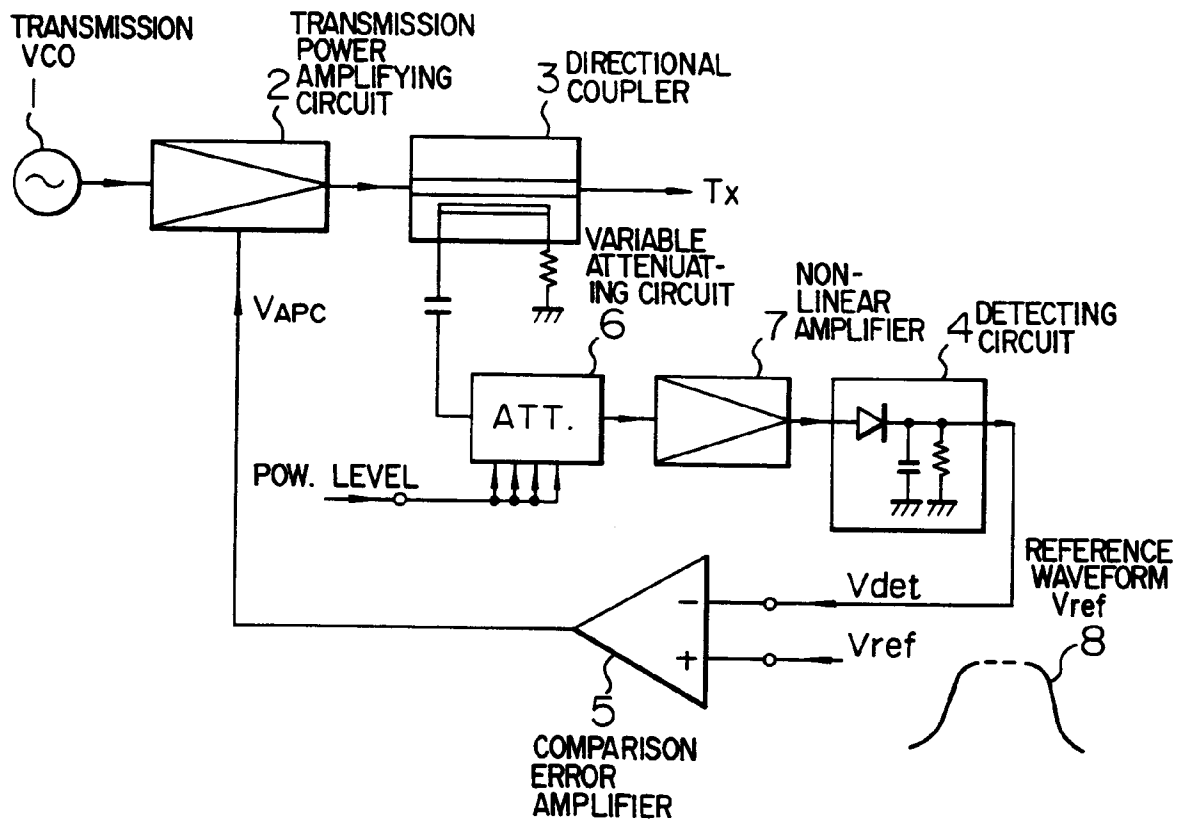 TRANSMISSION
VCO
1
TRANSMISSION
POWER
AMPLIFYING
CIRCUIT
2
3
DIRECTIONAL
COUPLER
Tx
VARIABLE
ATTENUAT-
ING CIRCUIT
6
NON-
LINEAR
AMPLIFIER
7
4
DETECTING
CIRCUIT
VAPC
ATT.
POW. LEVEL
REFERENCE
WAVEFORM
Vref
8
Vdet
-
Vref
+
5
COMPARISON
ERROR
AMPLIFIER